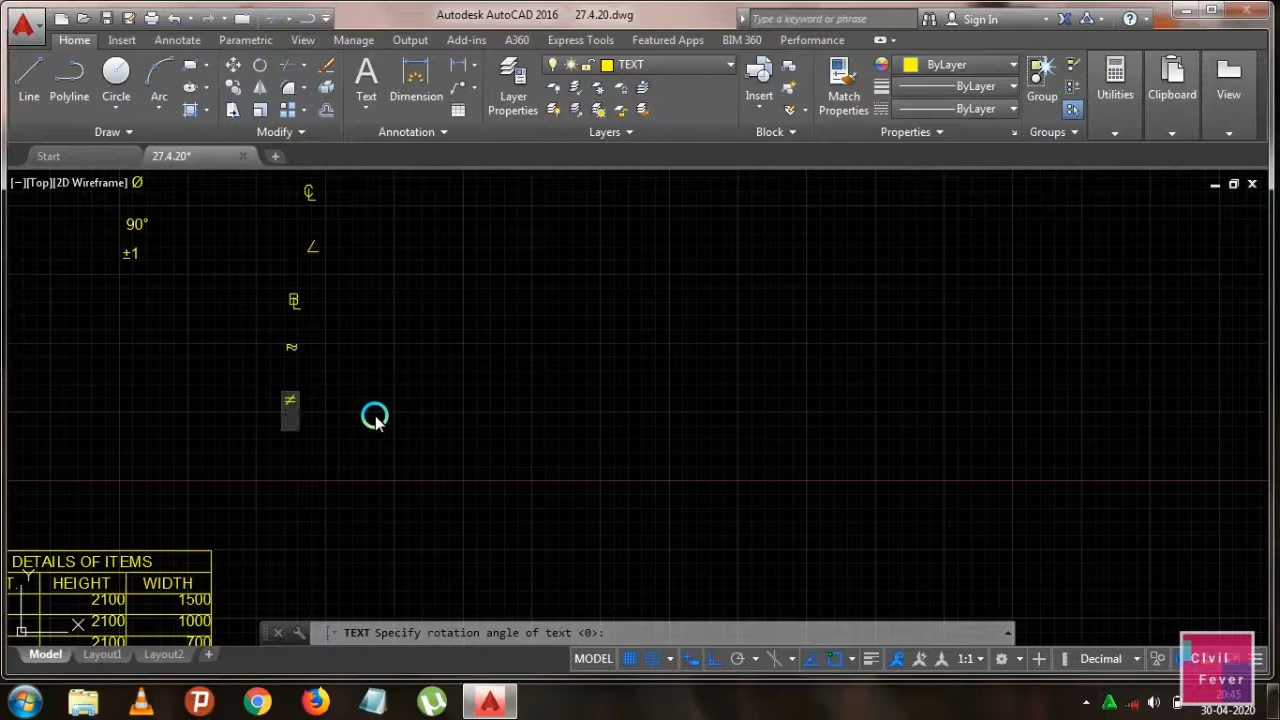 Autodesk AutoCAD 2016 27.4.20.dwg
Type a keyword or phrase
Sign In
Home Insert Annotate Parametric View Manage Output Add-ins A360 Express Tools Featured Apps BIM 360 Performance
TEXT
ByLayer
Line Polyline Circle Arc Text Dimension Layer Properties Insert Match Properties Group Utilities Clipboard View
ByLayer
ByLayer
Draw Modify Annotation Layers Block Properties Groups
Start 27.4.20*
[−][Top][2D Wireframe] Ø
℄
90°
∠
±1
≈
≠
DETAILS OF ITEMS
T. HEIGHT WIDTH
2100 1500
2100 1000
2100 700
Y
X
TEXT Specify rotation angle of text <0>:
Model Layout1 Layout2 +
MODEL 1:1 Decimal
Civil
Fever
20:45
30-04-2020